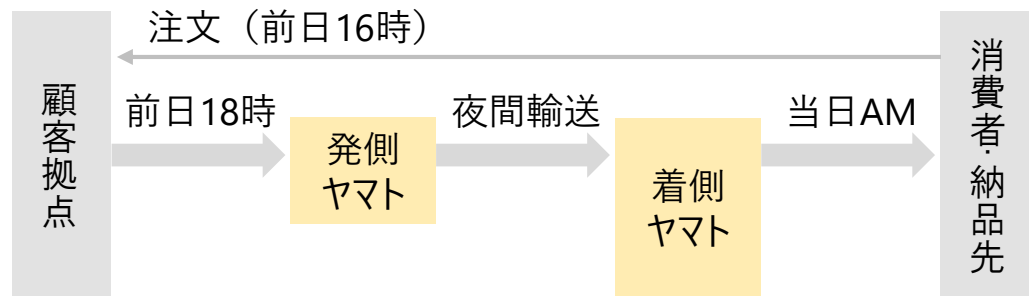 注文（前日16時）
顧客拠点
前日18時
発側
ヤマト
夜間輸送
着側
ヤマト
当日AM
消費者・納品先